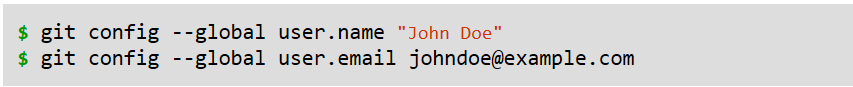 $ git config --global user.name "John Doe"
$ git config --global user.email johndoe@example.com